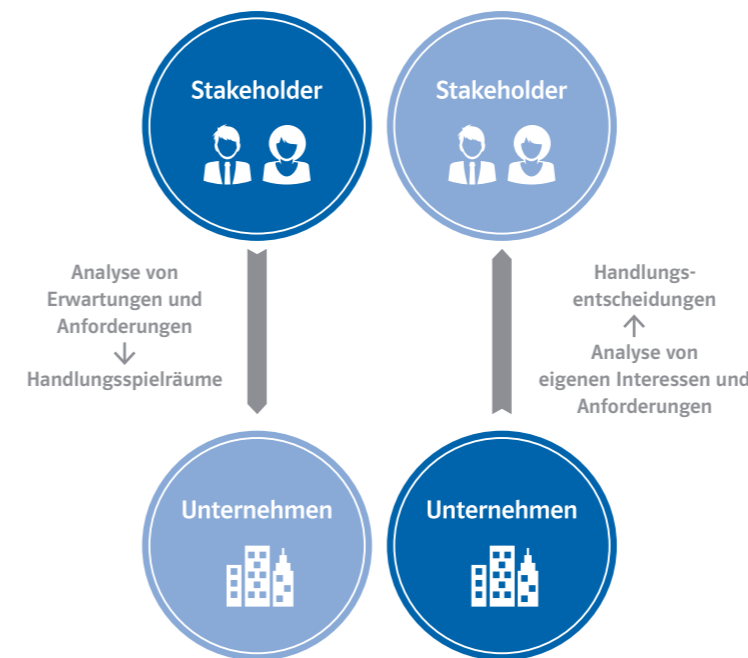 Stakeholder
Stakeholder
Analyse von
Erwartungen und
Anforderungen
↓
Handlungsspielräume
Handlungs-
entscheidungen
↑
Analyse von
eigenen Interessen und
Anforderungen
Unternehmen
Unternehmen